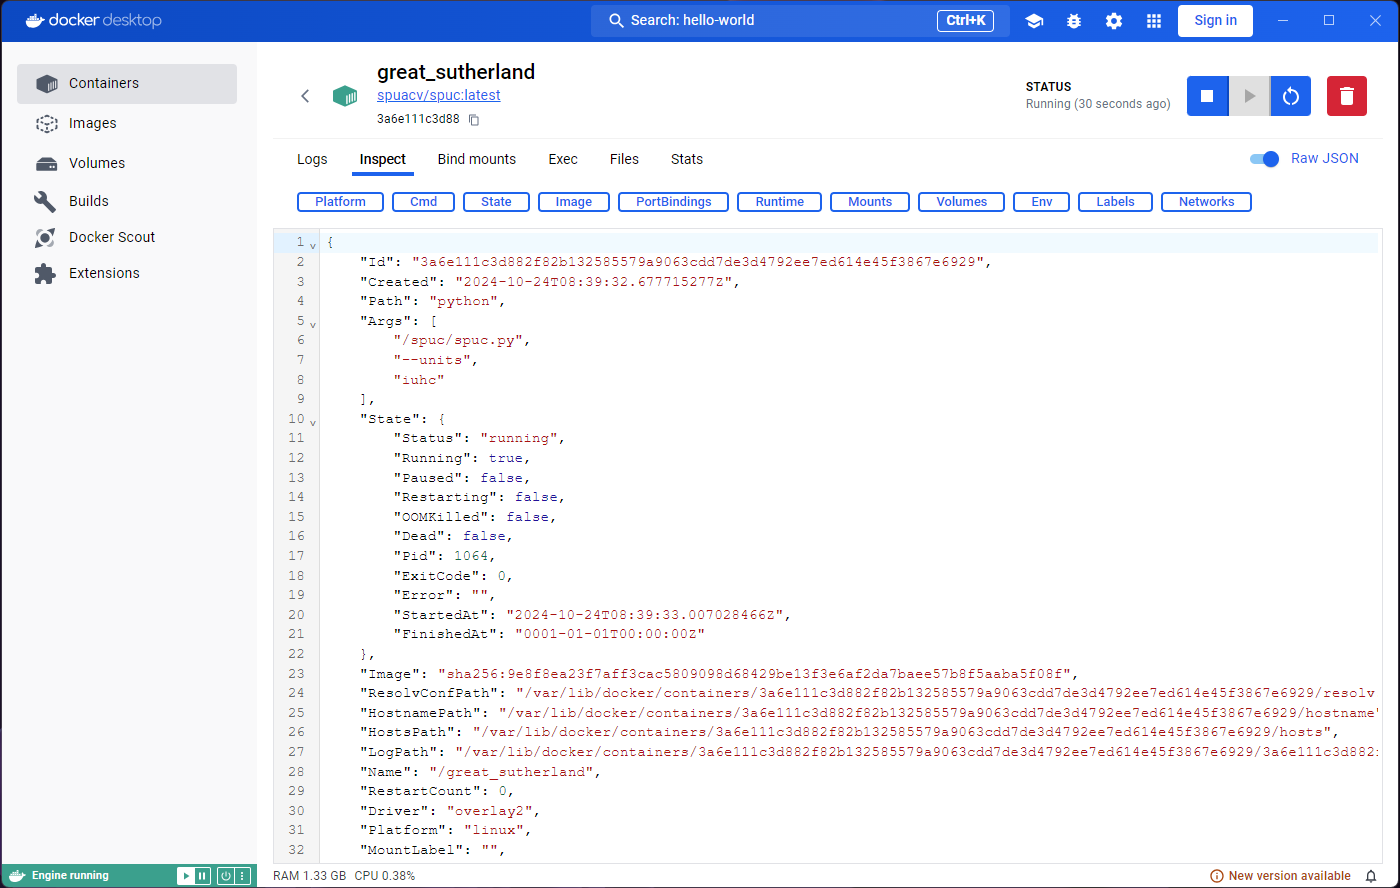 docker desktop
Search: hello-world
Ctrl+K
Sign in
Containers
Images
Volumes
Builds
Docker Scout
Extensions
great_sutherland
spuacv/spuc:latest
3a6e111c3d88
STATUS
Running (30 seconds ago)
Logs Inspect Bind mounts Exec Files Stats
Raw JSON
Platform Cmd State Image PortBindings Runtime Mounts Volumes Env Labels Networks
1 {
2 "Id": "3a6e111c3d882f82b132585579a9063cdd7de3d4792ee7ed614e45f3867e6929",
3 "Created": "2024-10-24T08:39:32.677715277Z",
4 "Path": "python",
5 "Args": [
6 "/spuc/spuc.py",
7 "--units",
8 "iuhc"
9 ],
10 "State": {
11 "Status": "running",
12 "Running": true,
13 "Paused": false,
14 "Restarting": false,
15 "OOMKilled": false,
16 "Dead": false,
17 "Pid": 1064,
18 "ExitCode": 0,
19 "Error": "",
20 "StartedAt": "2024-10-24T08:39:33.007028466Z",
21 "FinishedAt": "0001-01-01T00:00:00Z"
22 },
23 "Image": "sha256:9e8f8ea23f7aff3cac5809098d68429be13f3e6af2da7baee57b8f5aaba5f08f",
24 "ResolvConfPath": "/var/lib/docker/containers/3a6e111c3d882f82b132585579a9063cdd7de3d4792ee7ed614e45f3867e6929/resolv
25 "HostnamePath": "/var/lib/docker/containers/3a6e111c3d882f82b132585579a9063cdd7de3d4792ee7ed614e45f3867e6929/hostname"
26 "HostsPath": "/var/lib/docker/containers/3a6e111c3d882f82b132585579a9063cdd7de3d4792ee7ed614e45f3867e6929/hosts",
27 "LogPath": "/var/lib/docker/containers/3a6e111c3d882f82b132585579a9063cdd7de3d4792ee7ed614e45f3867e6929/3a6e111c3d882
28 "Name": "/great_sutherland",
29 "RestartCount": 0,
30 "Driver": "overlay2",
31 "Platform": "linux",
32 "MountLabel": "",
Engine running
RAM 1.33 GB CPU 0.38%
New version available